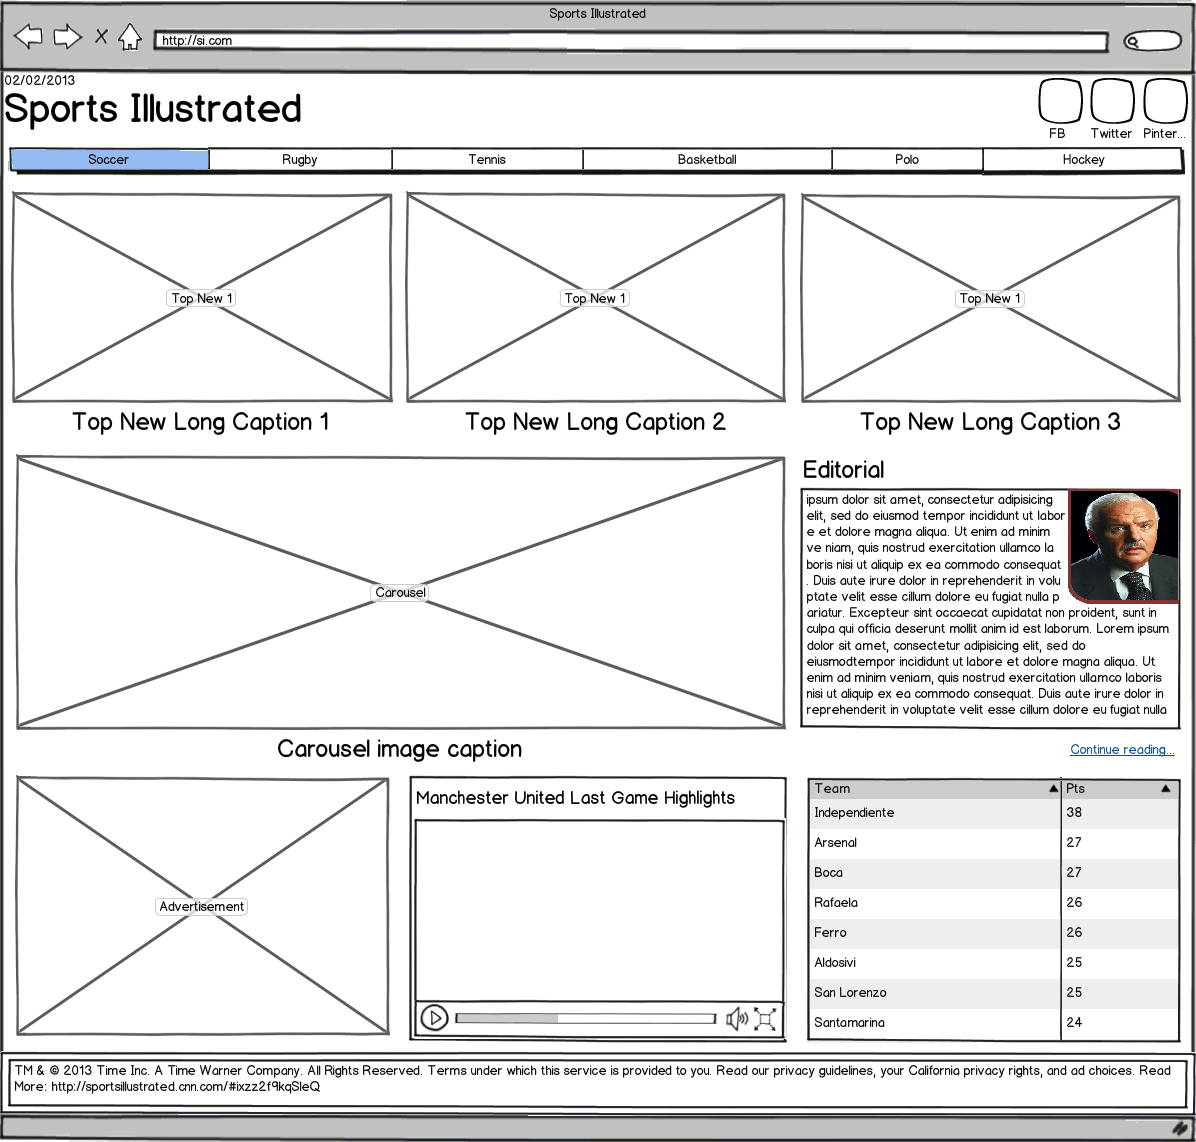 Sports Illustrated
http://si.com
02/02/2013
Sports Illustrated
FB Twitter Pinter...
Soccer Rugby Tennis Basketball Polo Hockey
Top New 1 Top New 1 Top New 1
Top New Long Caption 1 Top New Long Caption 2 Top New Long Caption 3
Carousel
Carousel image caption
Editorial
ipsum dolor sit amet, consectetur adipisicing
elit, sed do eiusmod tempor incididunt ut labor
e et dolore magna aliqua. Ut enim ad minim
ve niam, quis nostrud exercitation ullamco la
boris nisi ut aliquip ex ea commodo consequat
. Duis aute irure dolor in reprehenderit in volu
ptate velit esse cillum dolore eu fugiat nulla p
ariatur. Excepteur sint occaecat cupidatat non proident, sunt in
culpa qui officia deserunt mollit anim id est laborum. Lorem ipsum
dolor sit amet, consectetur adipisicing elit, sed do
eiusmodtempor incididunt ut labore et dolore magna aliqua. Ut
enim ad minim veniam, quis nostrud exercitation ullamco laboris
nisi ut aliquip ex ea commodo consequat. Duis aute irure dolor in
reprehenderit in voluptate velit esse cillum dolore eu fugiat nulla
Continue reading...
Advertisement
Manchester United Last Game Highlights
Team Pts
Independiente 38
Arsenal 27
Boca 27
Rafaela 26
Ferro 26
Aldosivi 25
San Lorenzo 25
Santamarina 24
TM & © 2013 Time Inc. A Time Warner Company. All Rights Reserved. Terms under which this service is provided to you. Read our privacy guidelines, your California privacy rights, and ad choices. Read
More: http://sportsillustrated.cnn.com/#ixzz2f9kqSleQ